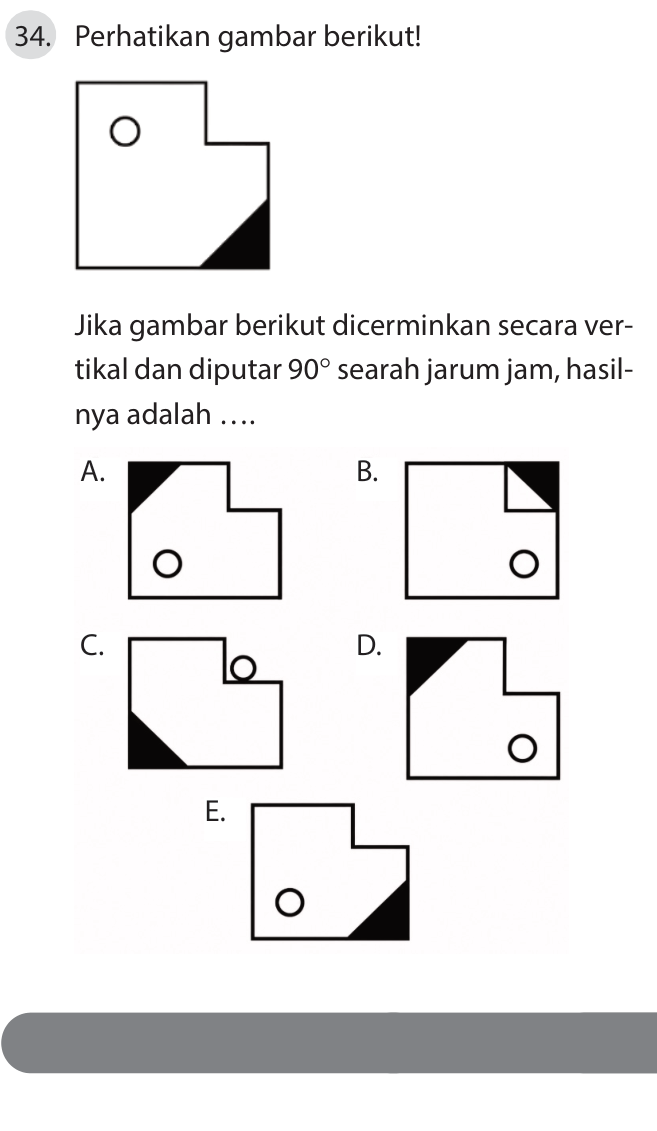 34. Perhatikan gambar berikut!
Jika gambar berikut dicerminkan secara ver-
tikal dan diputar 90° searah jarum jam, hasil-
nya adalah ….
A. B.
C. D.
E.